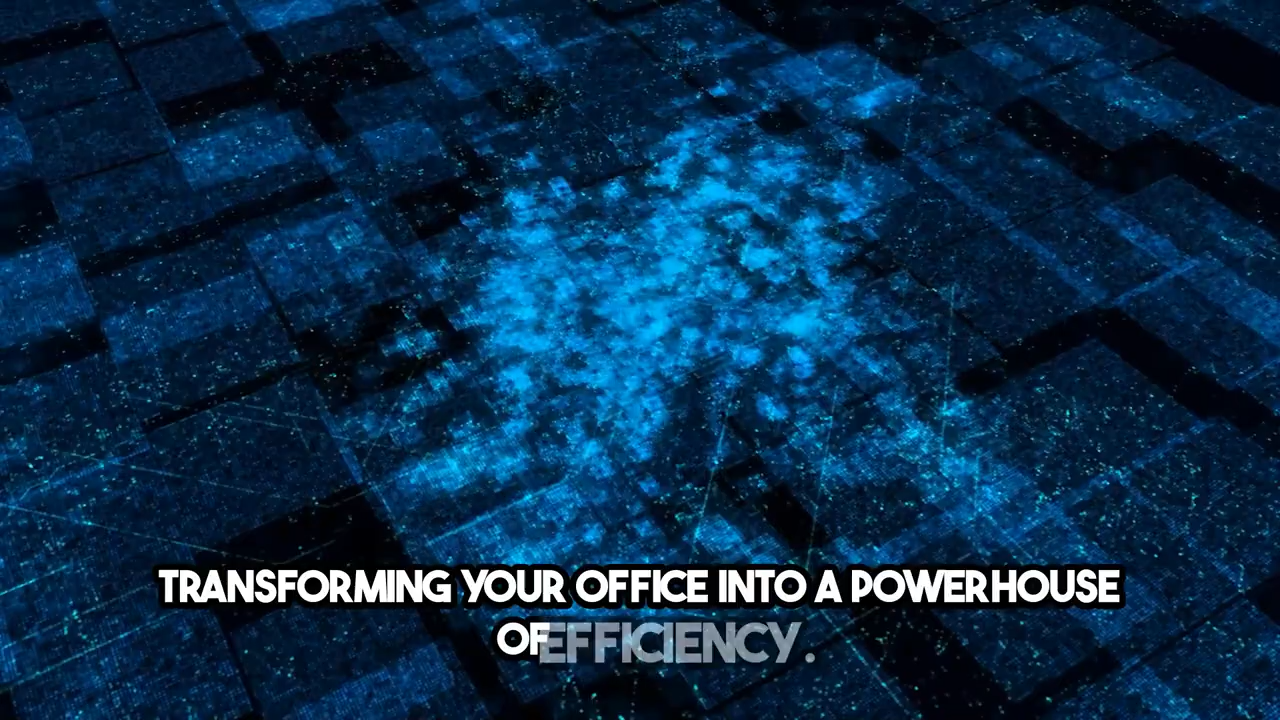 TRANSFORMING YOUR OFFICE INTO A POWERHOUSE
OF EFFICIENCY.